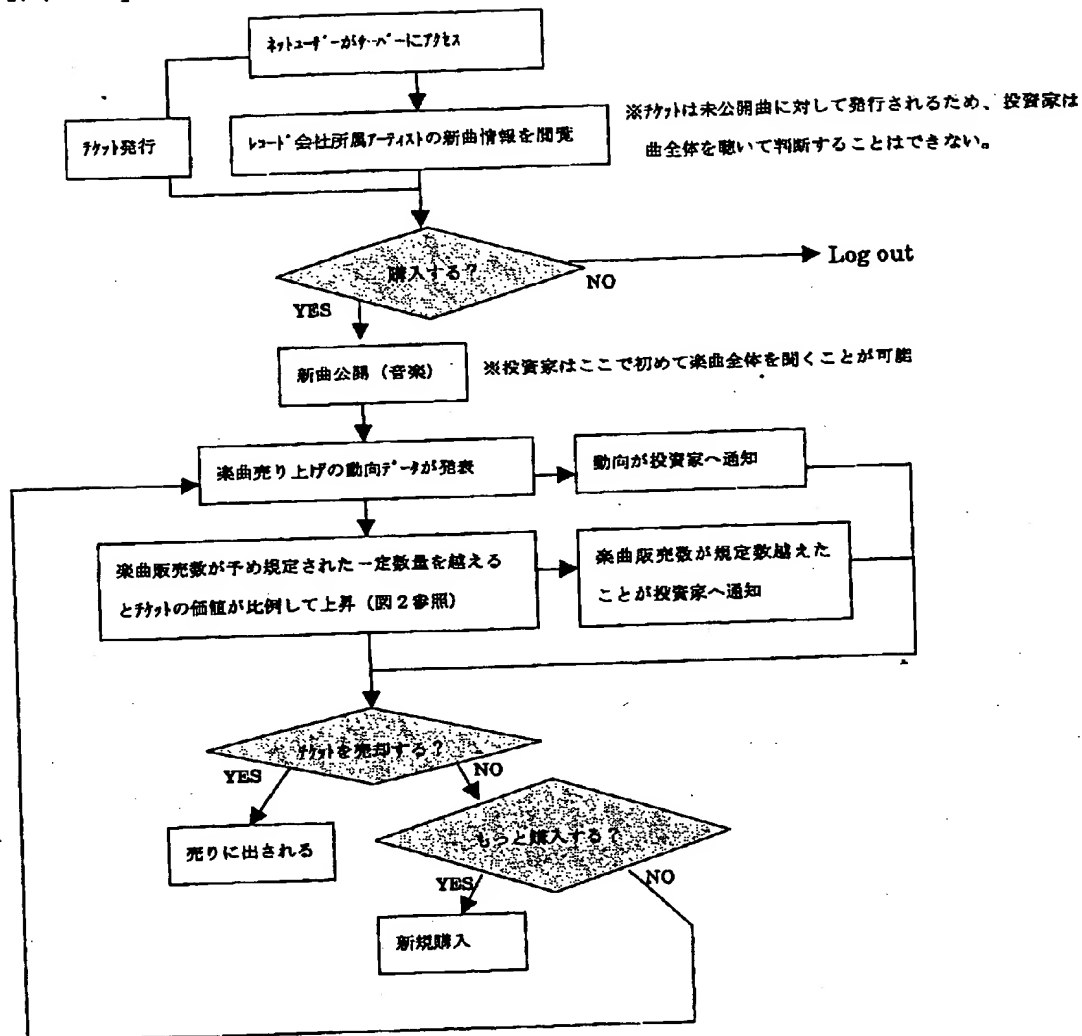 ネットユーザーがサーバーにアクセス
チケット発行
レコード会社所属アーティストの新曲情報を閲覧
※チケットは未公開曲に対して発行されるため、投資家は
曲全体を聴いて判断することはできない。
購入する?
Log out
NO
YES
新曲公開(音楽)
※投資家はここで初めて楽曲全体を聞くことが可能
楽曲売り上げの動向データが発表
動向が投資家へ通知
楽曲販売数が予め規定された一定数量を越える
とチケットの価値が比例して上昇(図2参照)
楽曲販売数が規定数越えた
ことが投資家へ通知
チケットを売却する?
YES
NO
売りに出される
もっと購入する?
YES
NO
新規購入